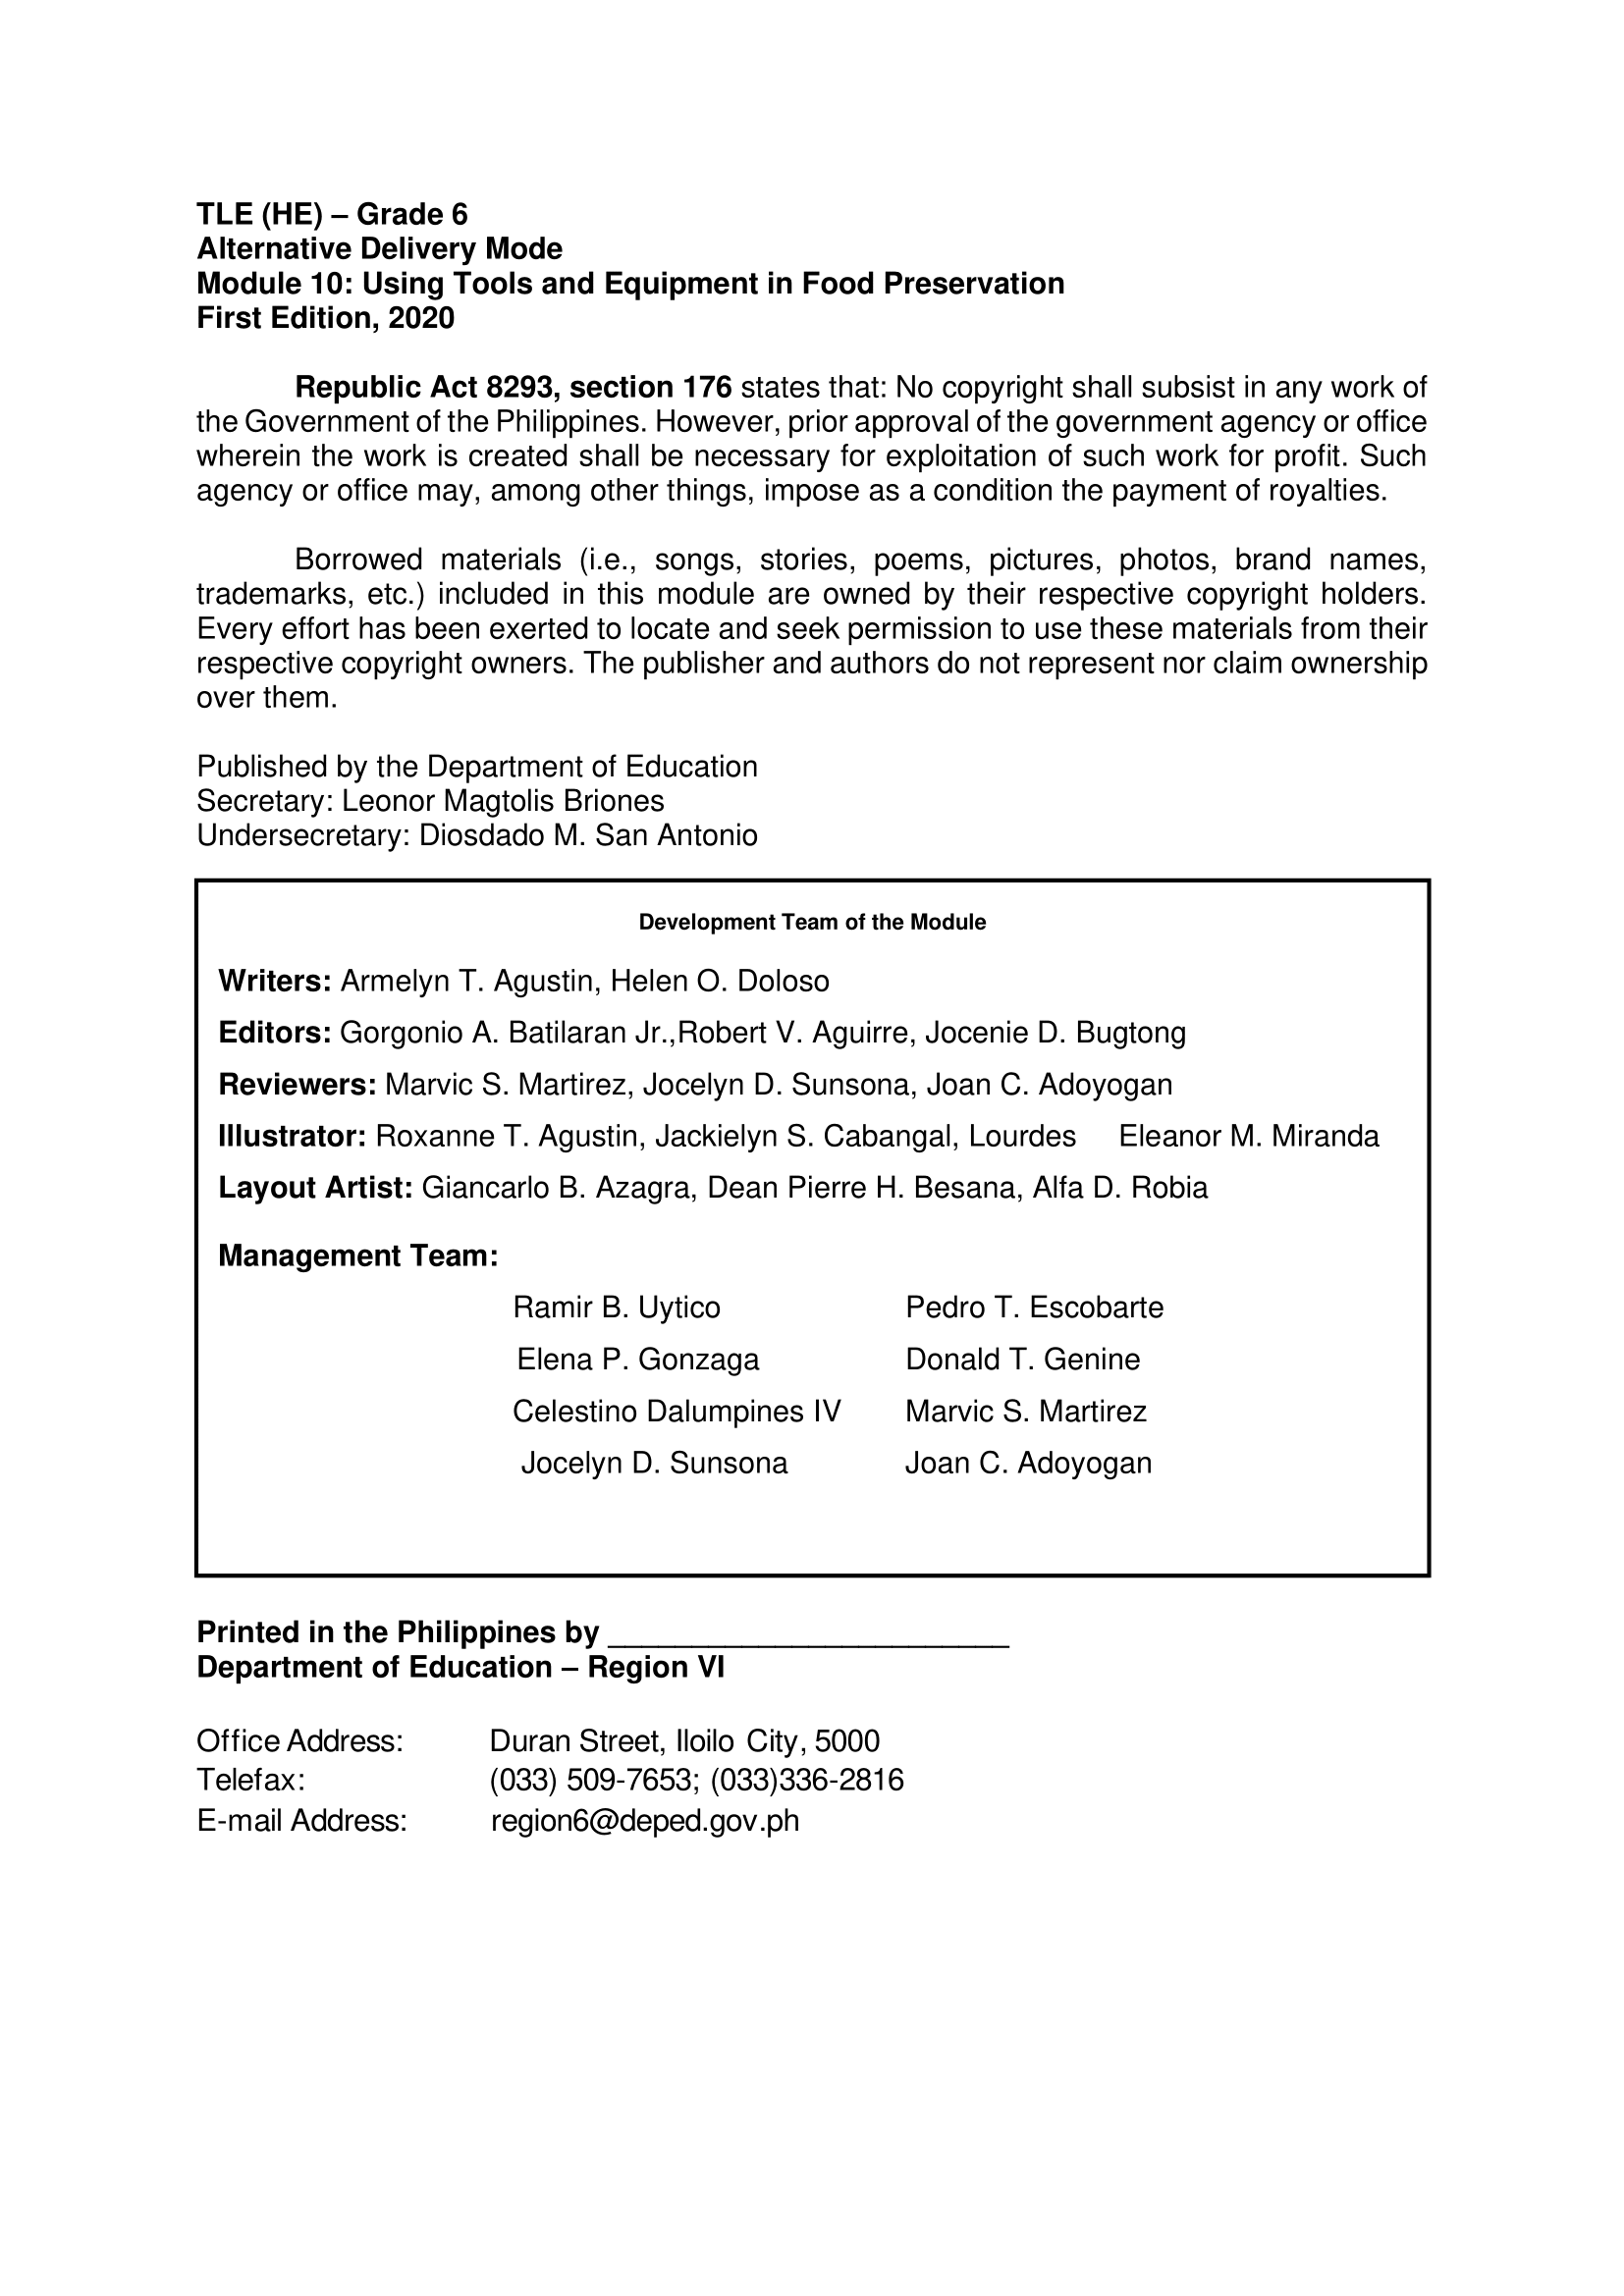 TLE (HE) – Grade 6
Alternative Delivery Mode
Module 10: Using Tools and Equipment in Food Preservation
First Edition, 2020
Republic Act 8293, section 176 states that: No copyright shall subsist in any work of
the Government of the Philippines. However, prior approval of the government agency or office
wherein the work is created shall be necessary for exploitation of such work for profit. Such
agency or office may, among other things, impose as a condition the payment of royalties.
Borrowed materials (i.e., songs, stories, poems, pictures, photos, brand names,
trademarks, etc.) included in this module are owned by their respective copyright holders.
Every effort has been exerted to locate and seek permission to use these materials from their
respective copyright owners. The publisher and authors do not represent nor claim ownership
over them.
Published by the Department of Education
Secretary: Leonor Magtolis Briones
Undersecretary: Diosdado M. San Antonio
Development Team of the Module
Writers: Armelyn T. Agustin, Helen O. Doloso
Editors: Gorgonio A. Batilaran Jr.,Robert V. Aguirre, Jocenie D. Bugtong
Reviewers: Marvic S. Martirez, Jocelyn D. Sunsona, Joan C. Adoyogan
Illustrator: Roxanne T. Agustin, Jackielyn S. Cabangal, Lourdes Eleanor M. Miranda
Layout Artist: Giancarlo B. Azagra, Dean Pierre H. Besana, Alfa D. Robia
Management Team:
Ramir B. Uytico Pedro T. Escobarte
Elena P. Gonzaga Donald T. Genine
Celestino Dalumpines IV Marvic S. Martirez
Jocelyn D. Sunsona Joan C. Adoyogan
Printed in the Philippines by ________________________
Department of Education – Region VI
Office Address: Duran Street, Iloilo City, 5000
Telefax: (033) 509-7653; (033)336-2816
E-mail Address: region6@deped.gov.ph